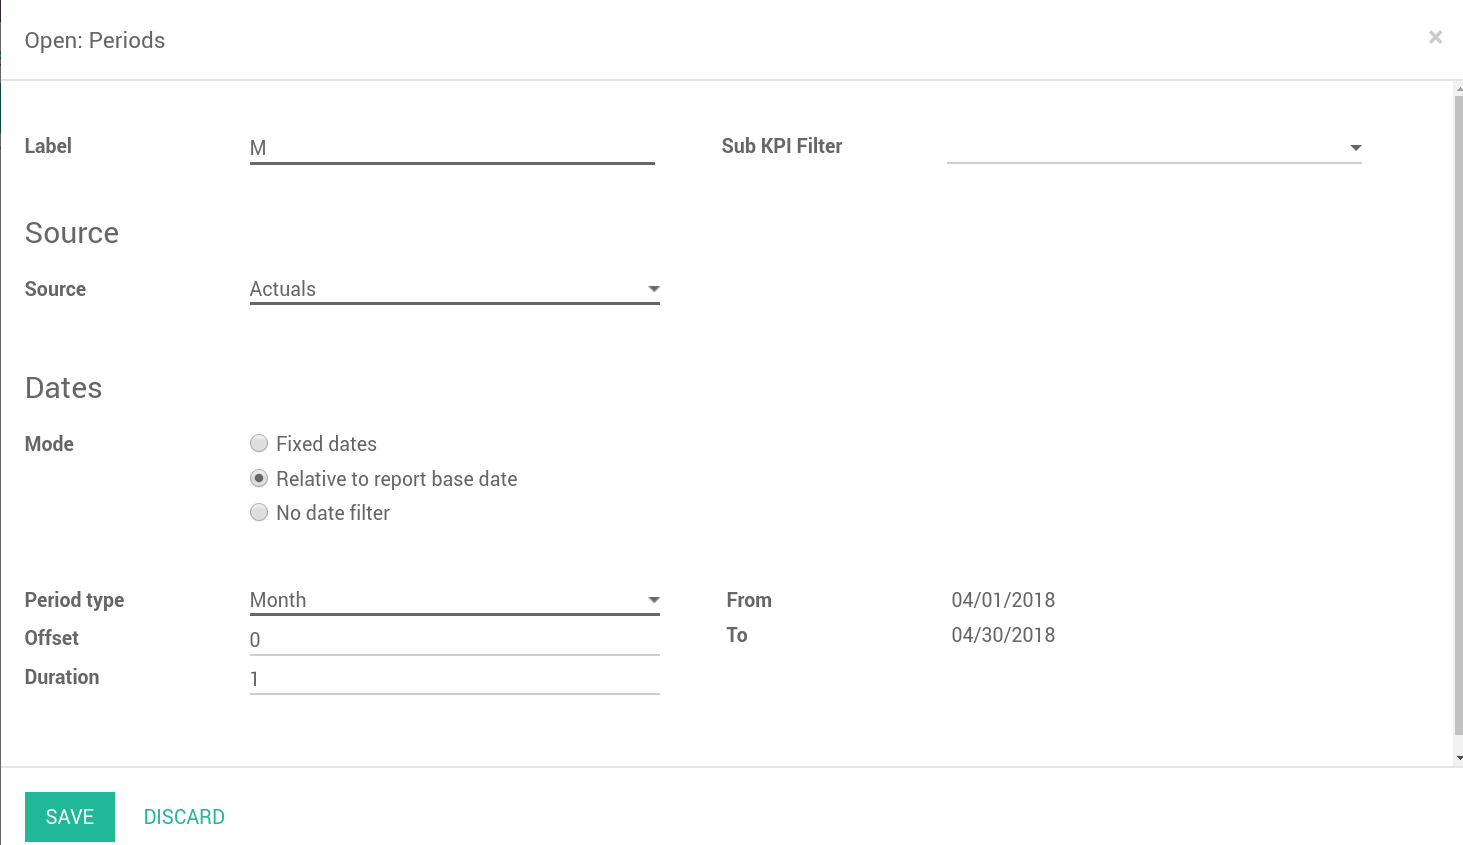 Open: Periods ×
Label M Sub KPI Filter
Source
Source Actuals
Dates
Mode Fixed dates
Relative to report base date
No date filter
Period type Month From 04/01/2018
Offset 0 To 04/30/2018
Duration 1
SAVE DISCARD